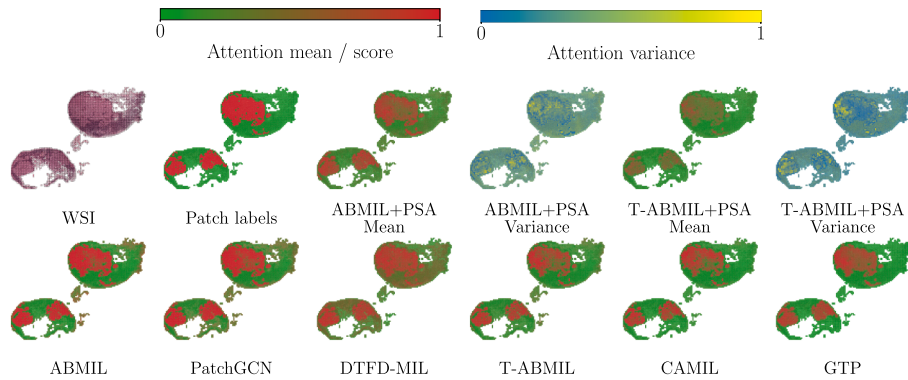 0 1
Attention mean / score
0 1
Attention variance
WSI
Patch labels
ABMIL+PSA
Mean
ABMIL+PSA
Variance
T-ABMIL+PSA
Mean
T-ABMIL+PSA
Variance
ABMIL
PatchGCN
DTFD-MIL
T-ABMIL
CAMIL
GTP